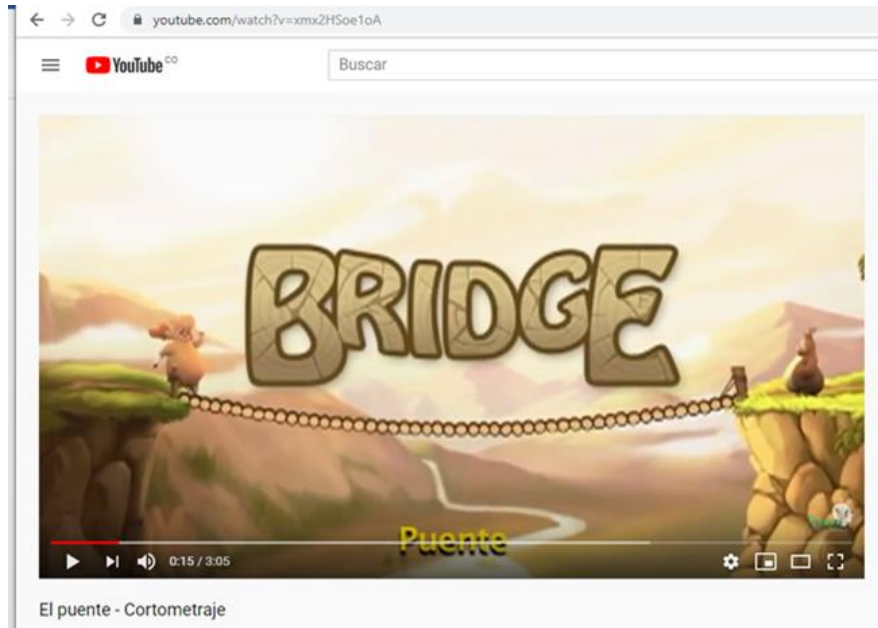 youtube.com/watch?v=xmx2HSoe1oA
YouTube CO
Buscar
BRIDGE
Puente
0:15 / 3:05
El puente - Cortometraje